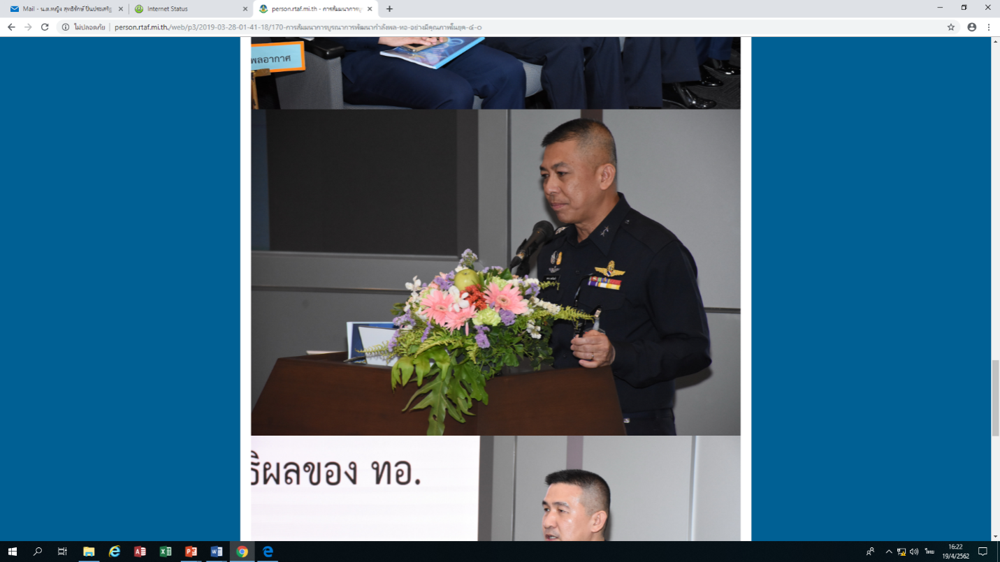 Mail - น.ต.หญิง สุทธิรักษ์ ปิ่นประเสริฐ
Internet Status
person.rtaf.mi.th - การสัมมนาการบู
ไม่ปลอดภัย | person.rtaf.mi.th./web/p3/2019-03-28-01-41-18/170-การสัมมนาการบูรณาการพัฒนากำลังพล-ทอ-อย่างมีคุณภาพในยุค-๔-๐
พลอากาศ
ธิผลของ ทอ.
ไทย
16:22
19/4/2562